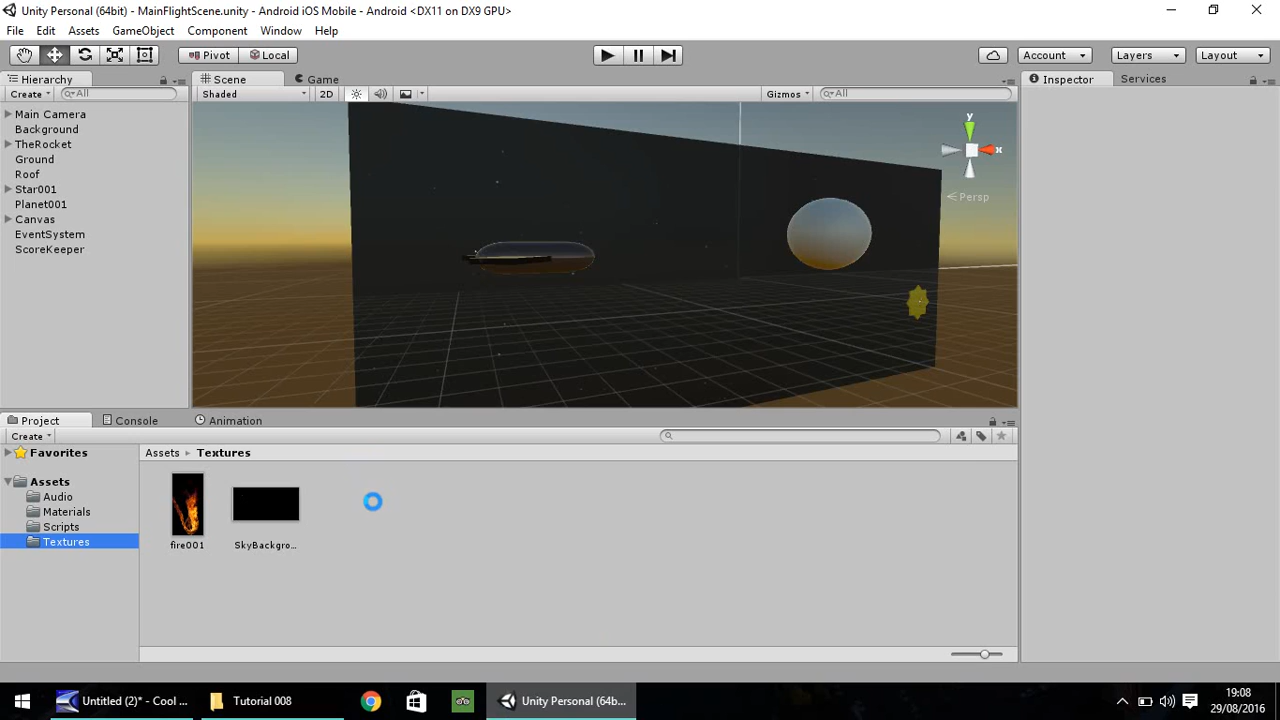 Unity Personal (64bit) - MainFlightScene.unity - Android iOS Mobile - Android <DX11 on DX9 GPU>
File Edit Assets GameObject Component Window Help
Pivot Local Account Layers Layout
Hierarchy Scene Game Inspector Services
Create All Shaded 2D Gizmos All
Main Camera
Background
TheRocket
Ground
Roof
Star001
Planet001
Canvas
EventSystem
ScoreKeeper
y
x
Persp
Project Console Animation
Create
Favorites
Assets
Audio
Materials
Scripts
Textures
Assets Textures
fire001 SkyBackgro...
Untitled (2)* - Cool ... Tutorial 008 Unity Personal (64b...
19:08
29/08/2016